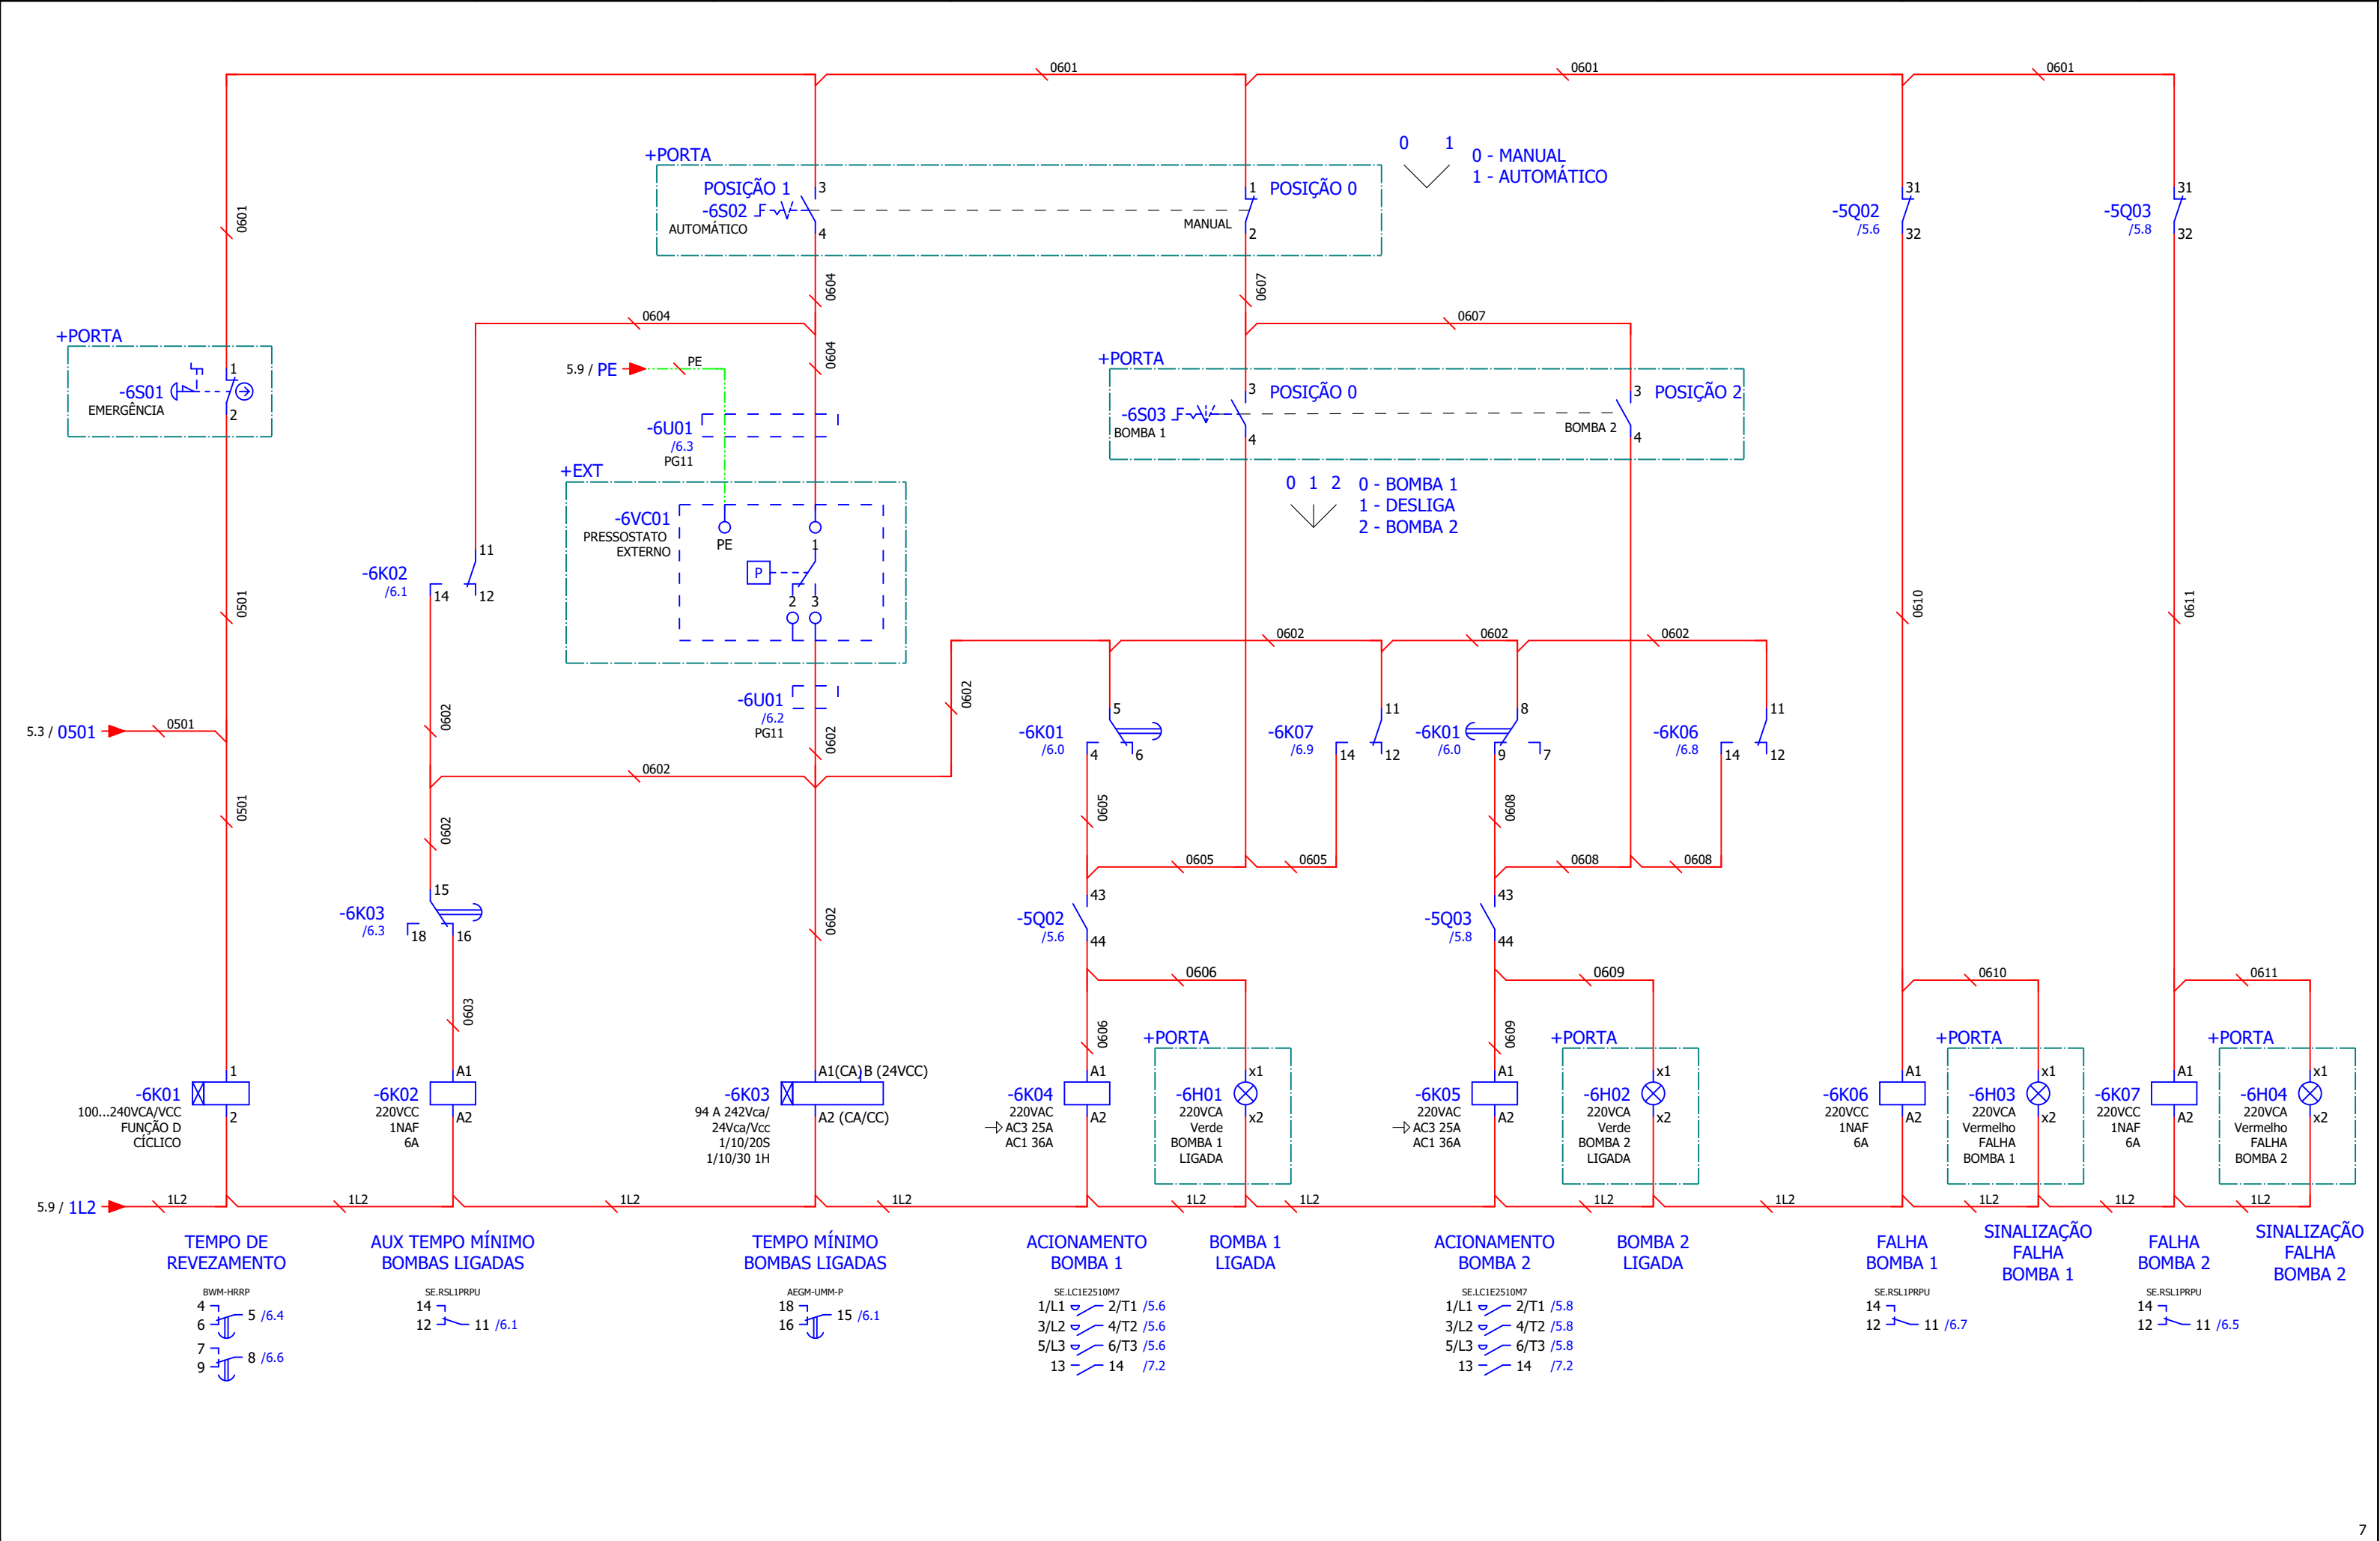 0601
0601
0601
0 1
0 - MANUAL
1 - AUTOMÁTICO
+PORTA
POSIÇÃO 1
3
-6S02
AUTOMÁTICO
4
1
POSIÇÃO 0
MANUAL
2
31
-5Q02
/5.6
32
31
-5Q03
/5.8
32
0601
0604
0607
0604
0607
0604
+PORTA
1
-6S01
EMERGÊNCIA
2
5.9 / PE
PE
+PORTA
3
POSIÇÃO 0
-6S03
BOMBA 1
4
3
POSIÇÃO 2
BOMBA 2
4
-6U01
/6.3
PG11
+EXT
-6VC01
PRESSOSTATO
EXTERNO
PE
1
P
2 3
0 1 2
0 - BOMBA 1
1 - DESLIGA
2 - BOMBA 2
11
-6K02
/6.1
14
12
0501
0610
0611
0602
0602
0602
0602
-6U01
/6.2
PG11
5.3 / 0501
0501
0602
0602
5
-6K01
/6.0
4
6
11
-6K07
/6.9
14
12
8
-6K01
/6.0
9
7
11
-6K06
/6.8
14
12
0602
0501
0602
0605
0608
0605
0605
0608
0608
15
-6K03
/6.3
18
16
0602
43
-5Q02
/5.6
44
43
-5Q03
/5.8
44
0606
0609
0610
0611
0603
0606
0609
+PORTA
+PORTA
+PORTA
+PORTA
1
-6K01
100...240VCA/VCC
FUNÇÃO D
CÍCLICO
2
A1
-6K02
220VCC
1NAF
6A
A2
A1(CA) B (24VCC)
-6K03
94 A 242Vca/
24Vca/Vcc
1/10/20S
1/10/30 1H
A2 (CA/CC)
A1
-6K04
220VAC
AC3 25A
AC1 36A
A2
x1
-6H01
220VCA
Verde
BOMBA 1
LIGADA
x2
A1
-6K05
220VAC
AC3 25A
AC1 36A
A2
x1
-6H02
220VCA
Verde
BOMBA 2
LIGADA
x2
A1
-6K06
220VCC
1NAF
6A
A2
x1
-6H03
220VCA
Vermelho
FALHA
BOMBA 1
x2
A1
-6K07
220VCC
1NAF
6A
A2
x1
-6H04
220VCA
Vermelho
FALHA
BOMBA 2
x2
5.9 / 1L2
1L2
1L2
1L2
1L2
1L2
1L2
1L2
1L2
1L2
1L2
1L2
TEMPO DE
REVEZAMENTO
AUX TEMPO MÍNIMO
BOMBAS LIGADAS
TEMPO MÍNIMO
BOMBAS LIGADAS
ACIONAMENTO
BOMBA 1
BOMBA 1
LIGADA
ACIONAMENTO
BOMBA 2
BOMBA 2
LIGADA
FALHA
BOMBA 1
SINALIZAÇÃO
FALHA
BOMBA 1
FALHA
BOMBA 2
SINALIZAÇÃO
FALHA
BOMBA 2
BWM-HRRP
4
6
5 /6.4
7
9
8 /6.6
SE.RSL1PRPU
14
12
11 /6.1
AEGM-UMM-P
18
16
15 /6.1
SE.LC1E2510M7
1/L1 2/T1 /5.6
3/L2 4/T2 /5.6
5/L3 6/T3 /5.6
13 14 /7.2
SE.LC1E2510M7
1/L1 2/T1 /5.8
3/L2 4/T2 /5.8
5/L3 6/T3 /5.8
13 14 /7.2
SE.RSL1PRPU
14
12
11 /6.7
SE.RSL1PRPU
14
12
11 /6.5
7